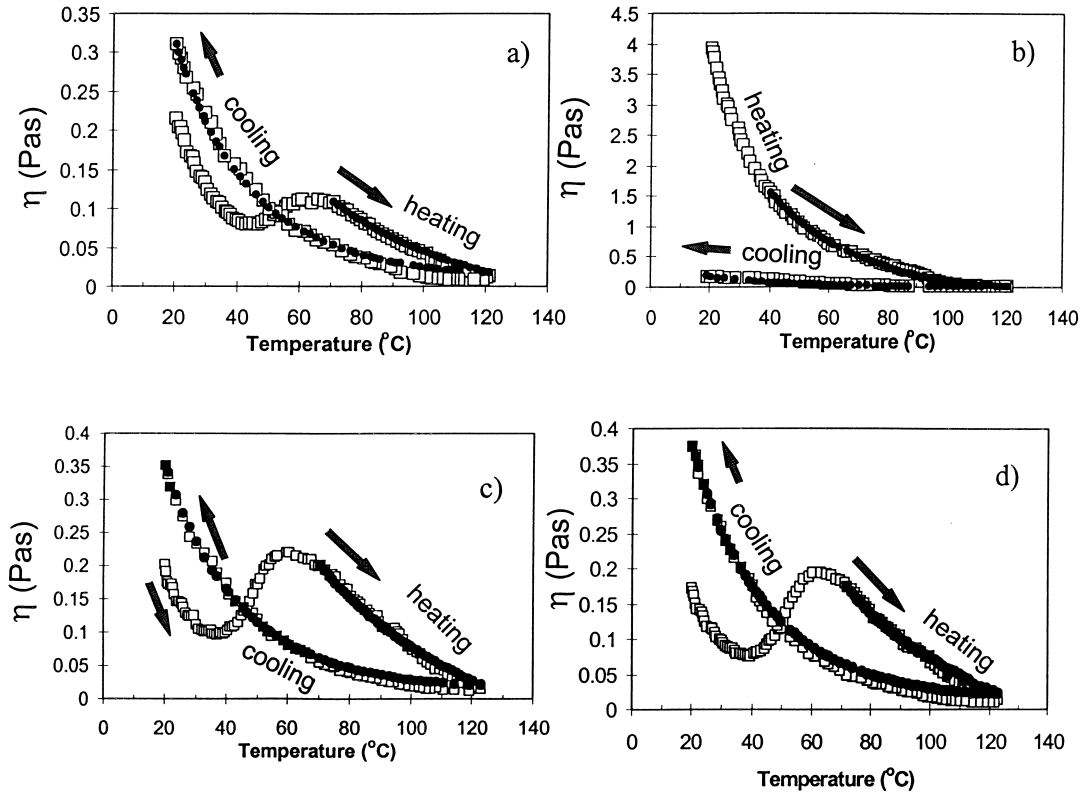 a)
η (Pas)
0.35
0.3
0.25
0.2
0.15
0.1
0.05
0
cooling
heating
0 20 40 60 80 100 120 140
Temperature (°C)
b)
η (Pas)
4.5
4
3.5
3
2.5
2
1.5
1
0.5
0
heating
cooling
0 20 40 60 80 100 120 140
Temperature (°C)
c)
η (Pas)
0.4
0.35
0.3
0.25
0.2
0.15
0.1
0.05
0
heating
cooling
0 20 40 60 80 100 120 140
Temperature (°C)
d)
η (Pas)
0.4
0.35
0.3
0.25
0.2
0.15
0.1
0.05
0
cooling
heating
0 20 40 60 80 100 120 140
Temperature (°C)